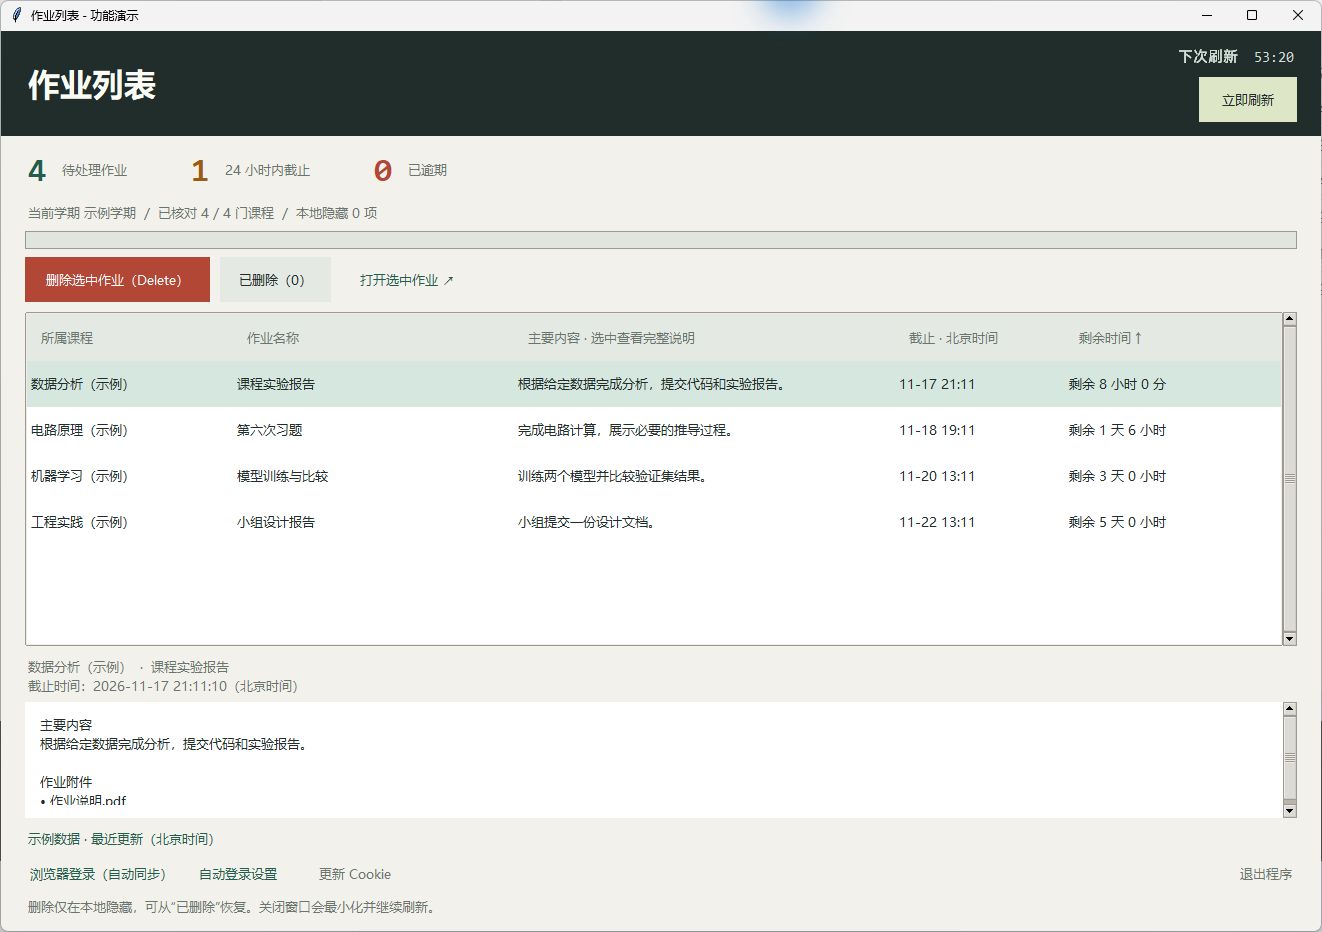 作业列表 - 功能演示
作业列表
下次刷新 53:20
立即刷新
4 待处理作业 1 24 小时内截止 0 已逾期
当前学期 示例学期 / 已核对 4 / 4 门课程 / 本地隐藏 0 项
删除选中作业（Delete） 已删除（0） 打开选中作业 ↗
所属课程 作业名称 主要内容 · 选中查看完整说明 截止 · 北京时间 剩余时间 ↑
数据分析（示例） 课程实验报告 根据给定数据完成分析，提交代码和实验报告。 11-17 21:11 剩余 8 小时 0 分
电路原理（示例） 第六次习题 完成电路计算，展示必要的推导过程。 11-18 19:11 剩余 1 天 6 小时
机器学习（示例） 模型训练与比较 训练两个模型并比较验证集结果。 11-20 13:11 剩余 3 天 0 小时
工程实践（示例） 小组设计报告 小组提交一份设计文档。 11-22 13:11 剩余 5 天 0 小时
数据分析（示例） · 课程实验报告
截止时间：2026-11-17 21:11:10（北京时间）
主要内容
根据给定数据完成分析，提交代码和实验报告。
作业附件
• 作业说明.pdf
示例数据 · 最近更新（北京时间）
浏览器登录（自动同步） 自动登录设置 更新 Cookie 退出程序
删除仅在本地隐藏，可从“已删除”恢复。关闭窗口会最小化并继续刷新。